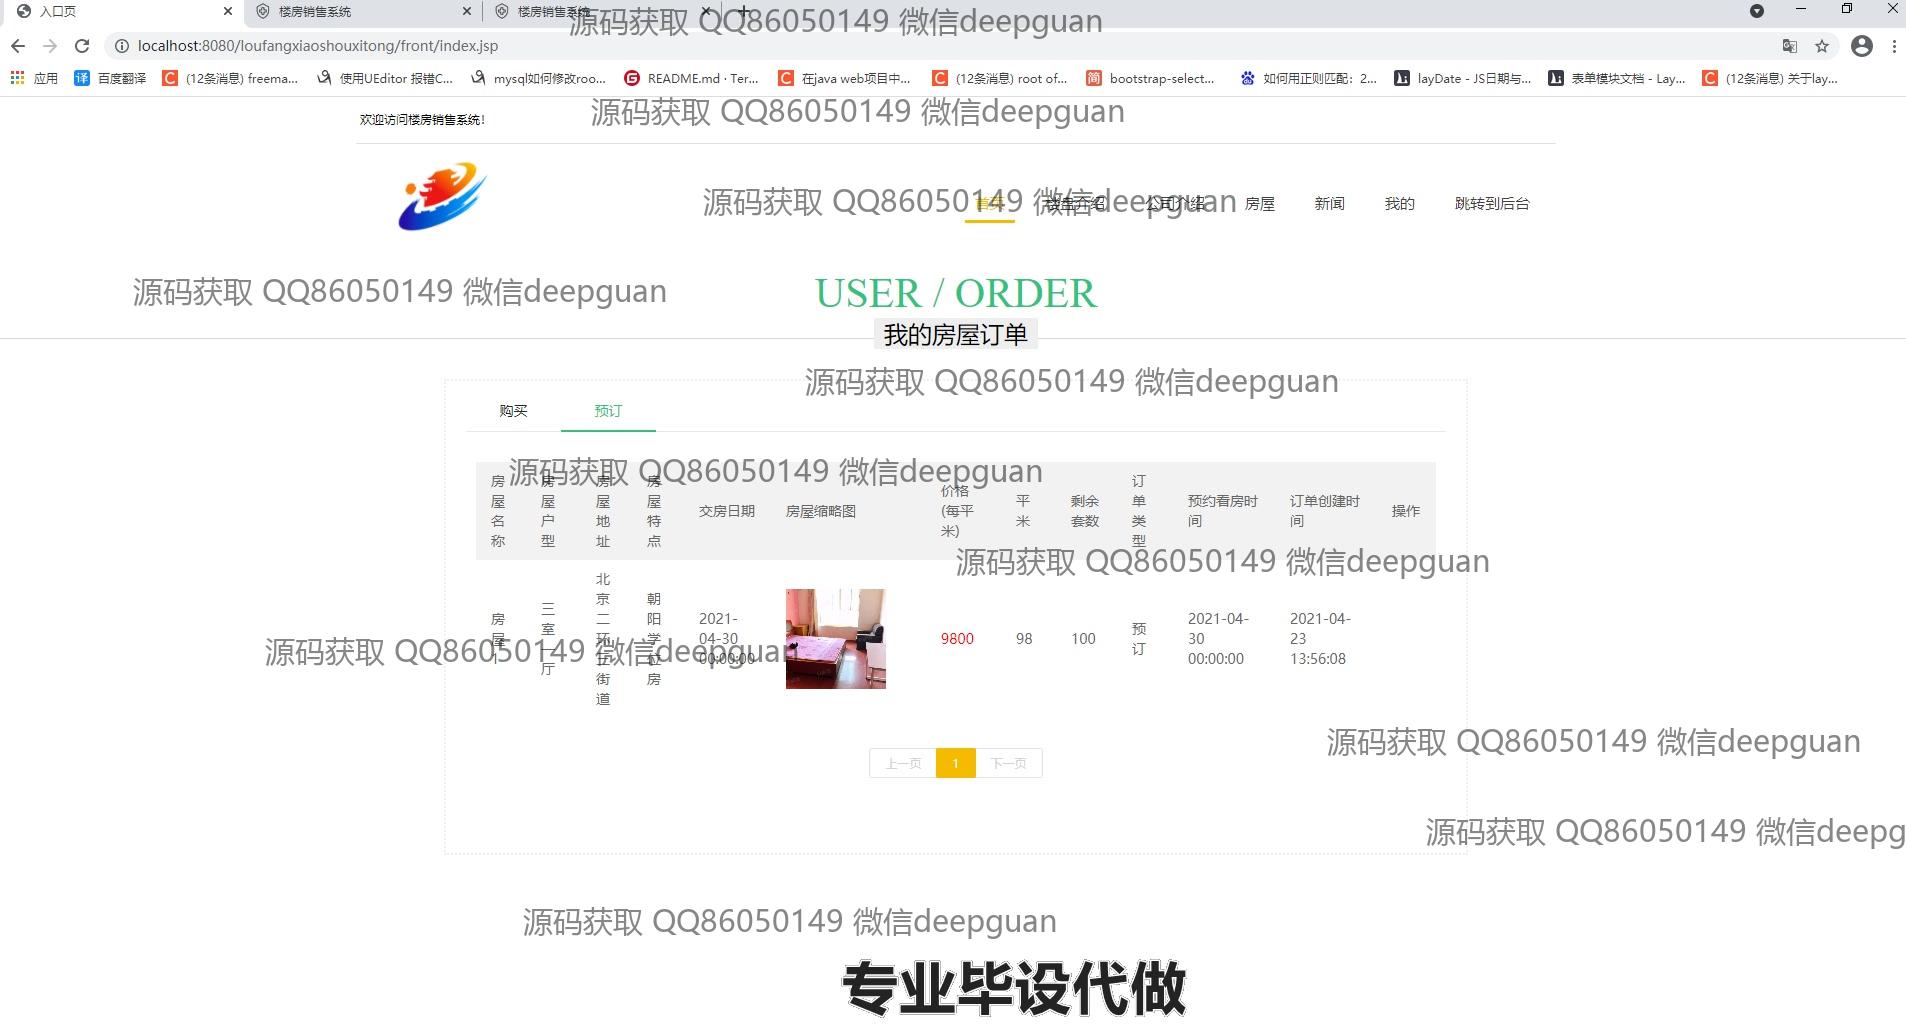 入口页
楼房销售系统
楼房销售系统
源码获取 QQ86050149 微信deepguan
localhost:8080/loufangxiaoshouxitong/front/index.jsp
应用
百度翻译
(12条消息) freema...
使用UEditor 报错C...
mysql如何修改roo...
README.md · Ter...
在java web项目中...
(12条消息) root of...
bootstrap-select...
如何用正则匹配：2...
layDate - JS日期与...
表单模块文档 - Lay...
(12条消息) 关于lay...
源码获取 QQ86050149 微信deepguan
欢迎访问楼房销售系统!
源码获取 QQ86050149 微信deepguan
首页
楼盘介绍
公司介绍
房屋
新闻
我的
跳转到后台
源码获取 QQ86050149 微信deepguan
USER / ORDER
我的房屋订单
源码获取 QQ86050149 微信deepguan
购买
预订
源码获取 QQ86050149 微信deepguan
房屋名称
房屋户型
房屋地址
房屋特点
交房日期
房屋缩略图
价格
(每平
米)
平
米
剩余
套数
订单类型
预约看房时
间
订单创建时
间
操作
源码获取 QQ86050149 微信deepguan
房屋1
三室一厅
北京二环三街道
朝阳学位房
2021-
04-30
00:00:00
9800
98
100
预
订
2021-04-
30
00:00:00
2021-04-
23
13:56:08
源码获取 QQ86050149 微信deepguan
源码获取 QQ86050149 微信deepguan
上一页
1
下一页
源码获取 QQ86050149 微信deepg
源码获取 QQ86050149 微信deepguan
专业毕设代做